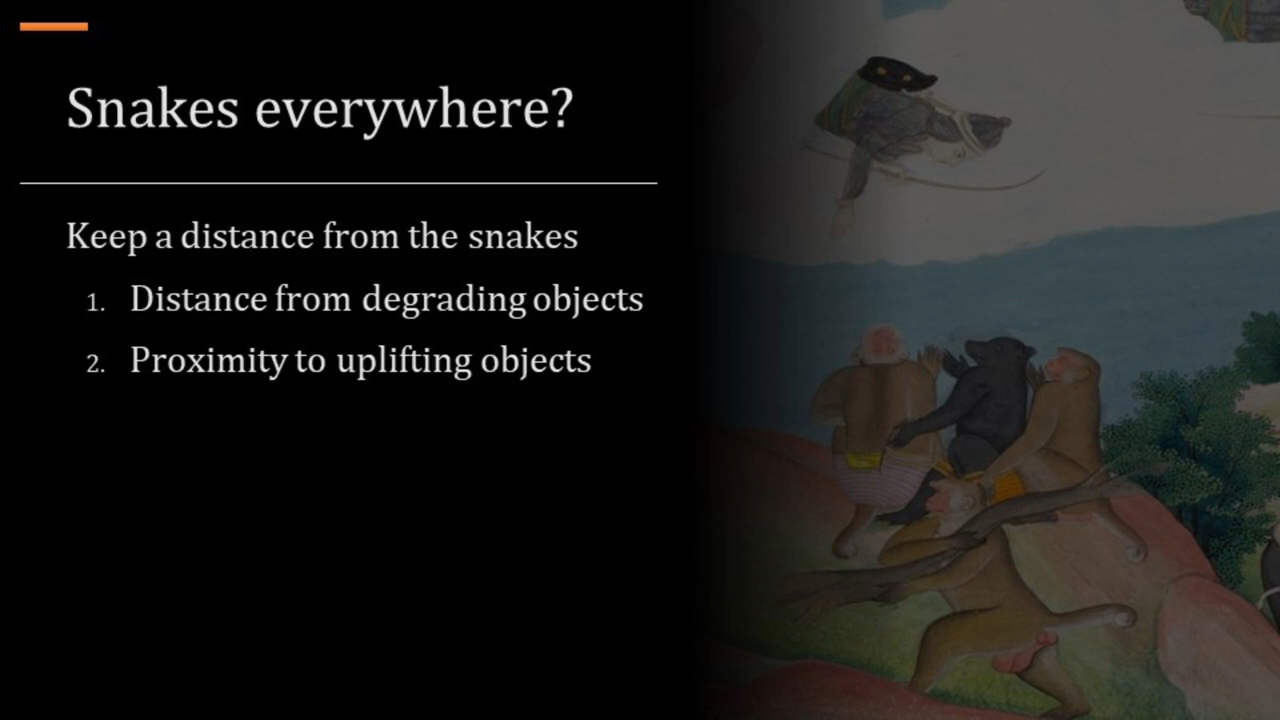 Snakes everywhere?
Keep a distance from the snakes
1. Distance from degrading objects
2. Proximity to uplifting objects